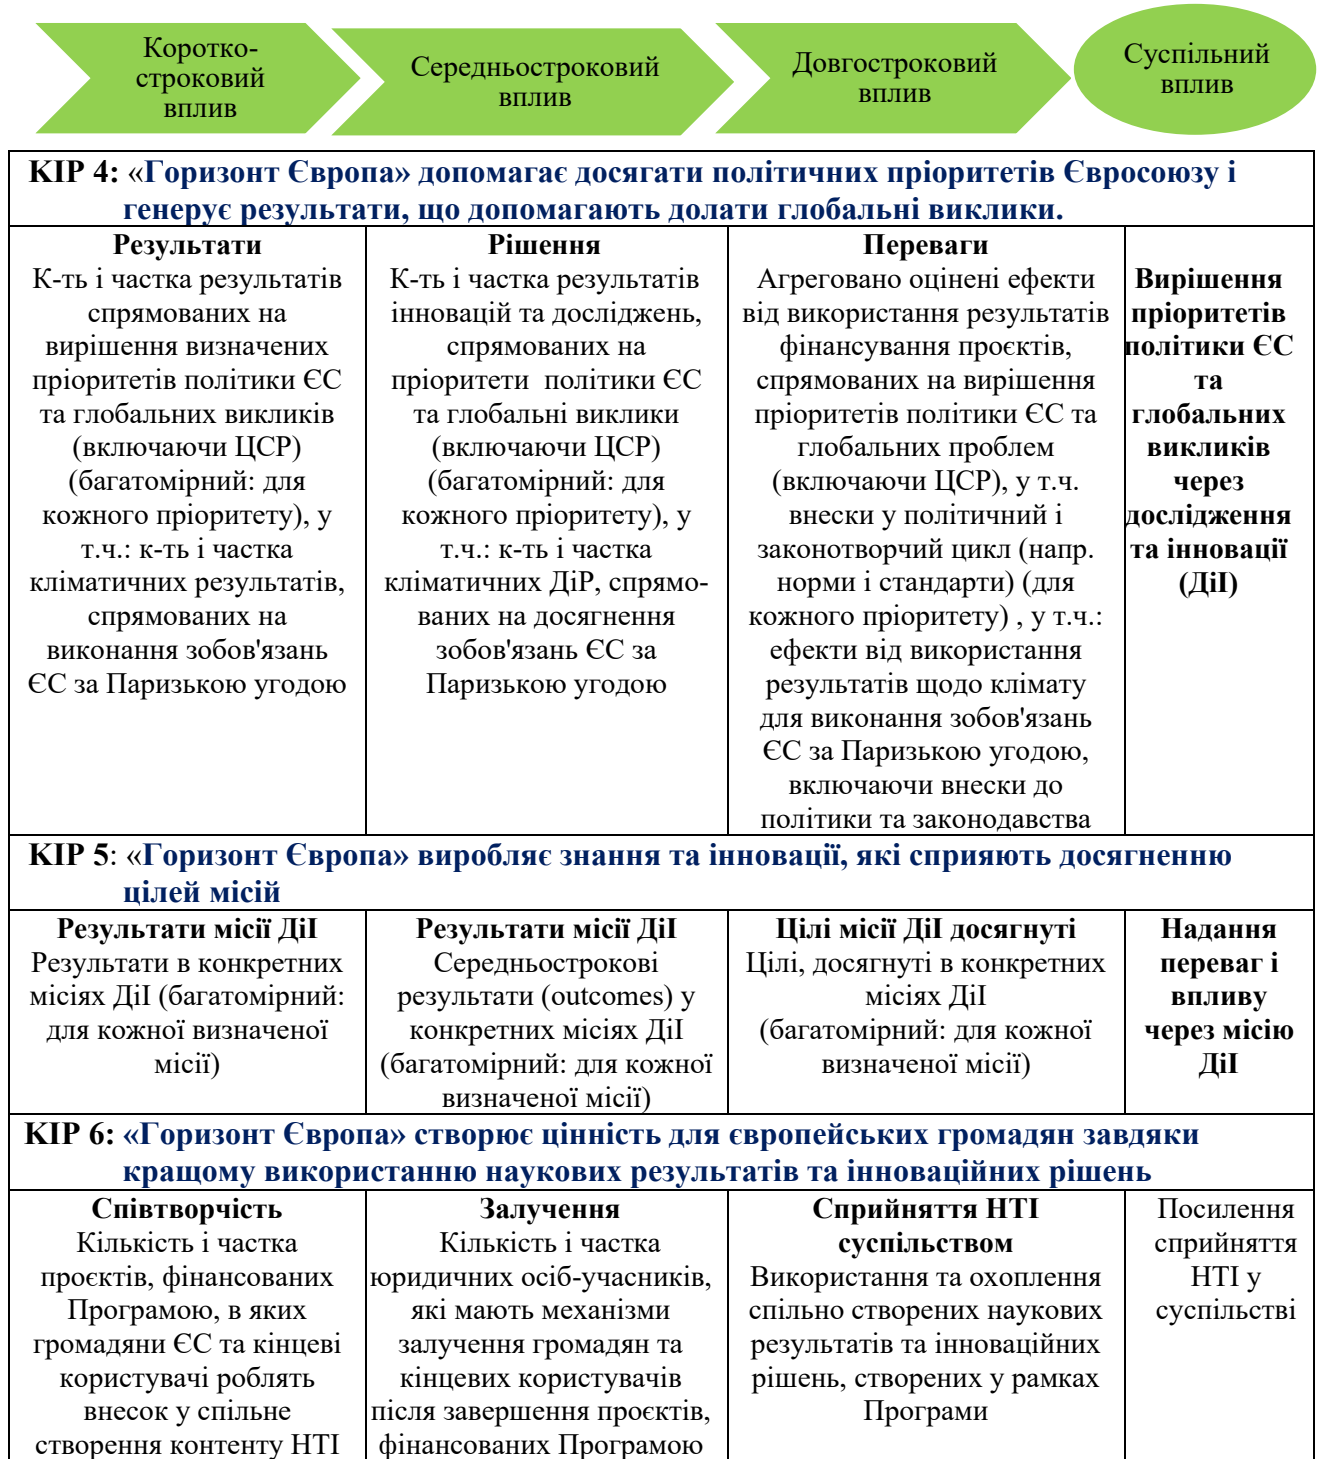 Коротко-
строковий
вплив
Середньостроковий
вплив
Довгостроковий
вплив
Суспільний
вплив
KIP 4: «Горизонт Європа» допомагає досягати політичних пріоритетів Євросоюзу і
генерує результати, що допомагають долати глобальні виклики.
Результати
К-ть і частка результатів
спрямованих на
вирішення визначених
пріоритетів політики ЄС
та глобальних викликів
(включаючи ЦСР)
(багатомірний: для
кожного пріоритету), у
т.ч.: к-ть і частка
кліматичних результатів,
спрямованих на
виконання зобов'язань
ЄС за Паризькою угодою
Рішення
К-ть і частка результатів
інновацій та досліджень,
спрямованих на
пріоритети політики ЄС
та глобальні виклики
(включаючи ЦСР)
(багатомірний: для
кожного пріоритету), у
т.ч.: к-ть і частка
кліматичних ДіР, спрямо-
ваних на досягнення
зобов'язань ЄС за
Паризькою угодою
Переваги
Агреговано оцінені ефекти
від використання результатів
фінансування проєктів,
спрямованих на вирішення
пріоритетів політики ЄС та
глобальних проблем
(включаючи ЦСР), у т.ч.
внески у політичний і
законотворчий цикл (напр.
норми і стандарти) (для
кожного пріоритету) , у т.ч.:
ефекти від використання
результатів щодо клімату
для виконання зобов'язань
ЄС за Паризькою угодою,
включаючи внески до
політики та законодавства
Вирішення
пріоритетів
політики ЄС
та
глобальних
викликів
через
дослідження
та інновації
(ДіІ)
KIP 5: «Горизонт Європа» виробляє знання та інновації, які сприяють досягненню
цілей місій
Результати місії ДіІ
Результати в конкретних
місіях ДіІ (багатомірний:
для кожної визначеної
місії)
Результати місії ДіІ
Середньострокові
результати (outcomes) у
конкретних місіях ДіІ
(багатомірний: для кожної
визначеної місії)
Цілі місії ДіІ досягнуті
Цілі, досягнуті в конкретних
місіях ДіІ
(багатомірний: для кожної
визначеної місії)
Надання
переваг і
впливу
через місію
ДіІ
KIP 6: «Горизонт Європа» створює цінність для європейських громадян завдяки
кращому використанню наукових результатів та інноваційних рішень
Співтворчість
Кількість і частка
проєктів, фінансованих
Програмою, в яких
громадяни ЄС та кінцеві
користувачі роблять
внесок у спільне
створення контенту НТІ
Залучення
Кількість і частка
юридичних осіб-учасників,
які мають механізми
залучення громадян та
кінцевих користувачів
після завершення проєктів,
фінансованих Програмою
Сприйняття НТІ
суспільством
Використання та охоплення
спільно створених наукових
результатів та інноваційних
рішень, створених у рамках
Програми
Посилення
сприйняття
НТІ у
суспільстві